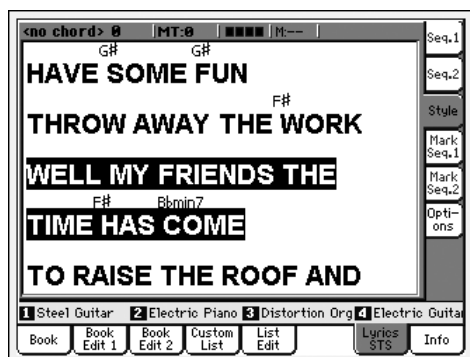 <no chord> 0 MT:0 M:--
G# G#
HAVE SOME FUN
F#
THROW AWAY THE WORK
WELL MY FRIENDS THE
F# Bbmin7
TIME HAS COME
TO RAISE THE ROOF AND
1 Steel Guitar 2 Electric Piano 3 Distortion Org 4 Electric Guitar
Book Book Edit 1 Book Edit 2 Custom List List Edit Lyrics STS Info
Seq.1
Seq.2
Style
Mark Seq.1
Mark Seq.2
Opti-
ons